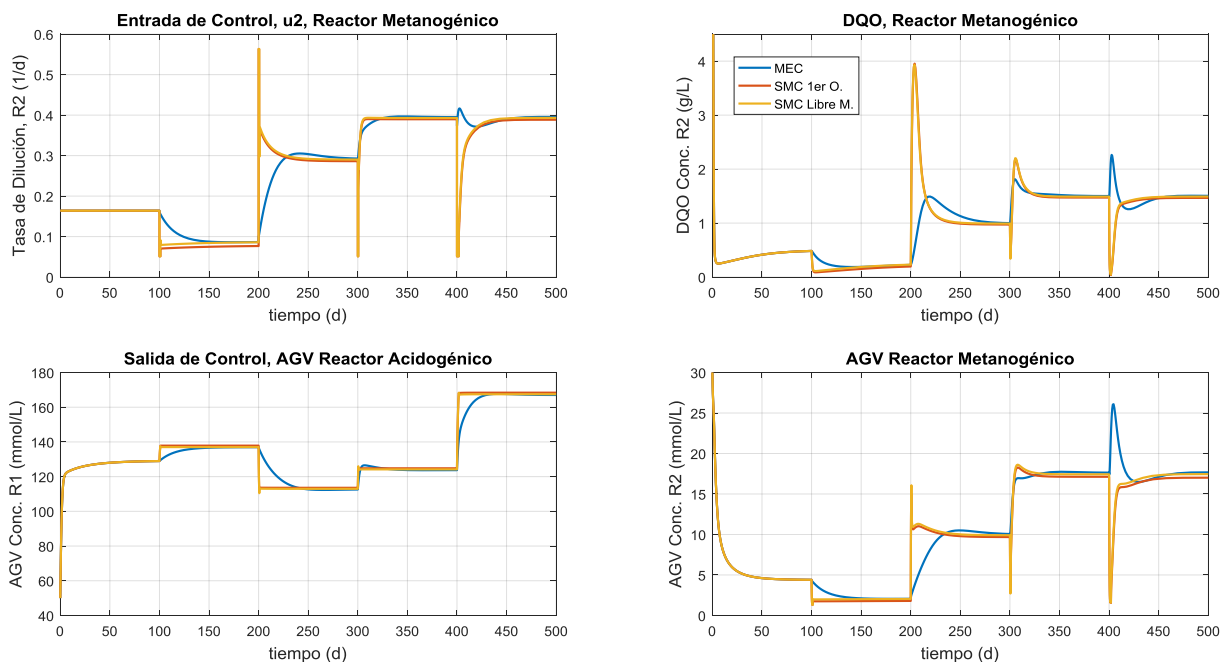 Entrada de Control, u2, Reactor Metanogénico
Tasa de Dilución, R2 (1/d)
0.6
0.5
0.4
0.3
0.2
0.1
0
0 50 100 150 200 250 300 350 400 450 500
tiempo (d)
DQO, Reactor Metanogénico
DQO Conc. R2 (g/L)
4
3
2
1
0
MEC
SMC 1er O.
SMC Libre M.
0 50 100 150 200 250 300 350 400 450 500
tiempo (d)
Salida de Control, AGV Reactor Acidogénico
AGV Conc. R1 (mmol/L)
180
160
140
120
100
80
60
40
0 50 100 150 200 250 300 350 400 450 500
tiempo (d)
AGV Reactor Metanogénico
AGV Conc. R2 (mmol/L)
30
25
20
15
10
5
0
0 50 100 150 200 250 300 350 400 450 500
tiempo (d)